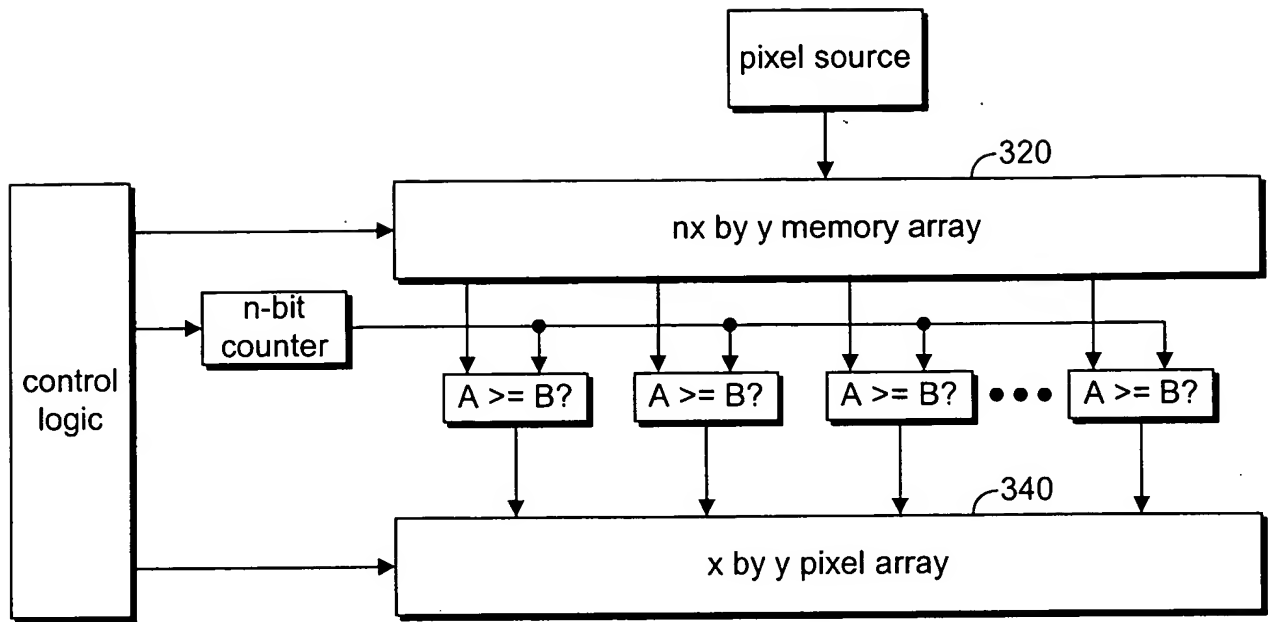 pixel source
320
nx by y memory array
n-bit
counter
control
logic
A >= B?
A >= B?
A >= B?
A >= B?
340
x by y pixel array